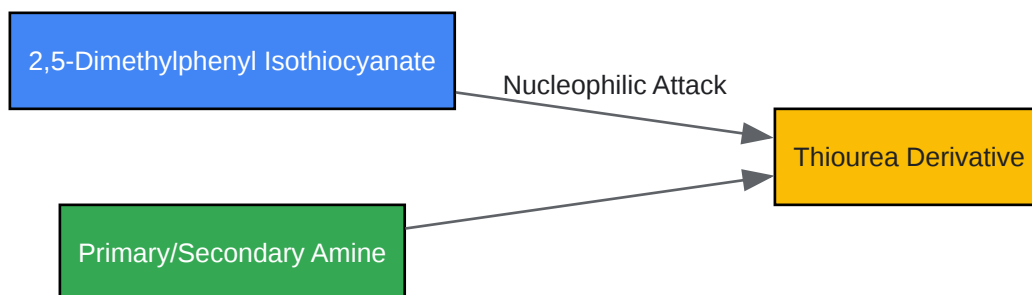 2,5-Dimethylphenyl Isothiocyanate
Nucleophilic Attack
Thiourea Derivative
Primary/Secondary Amine